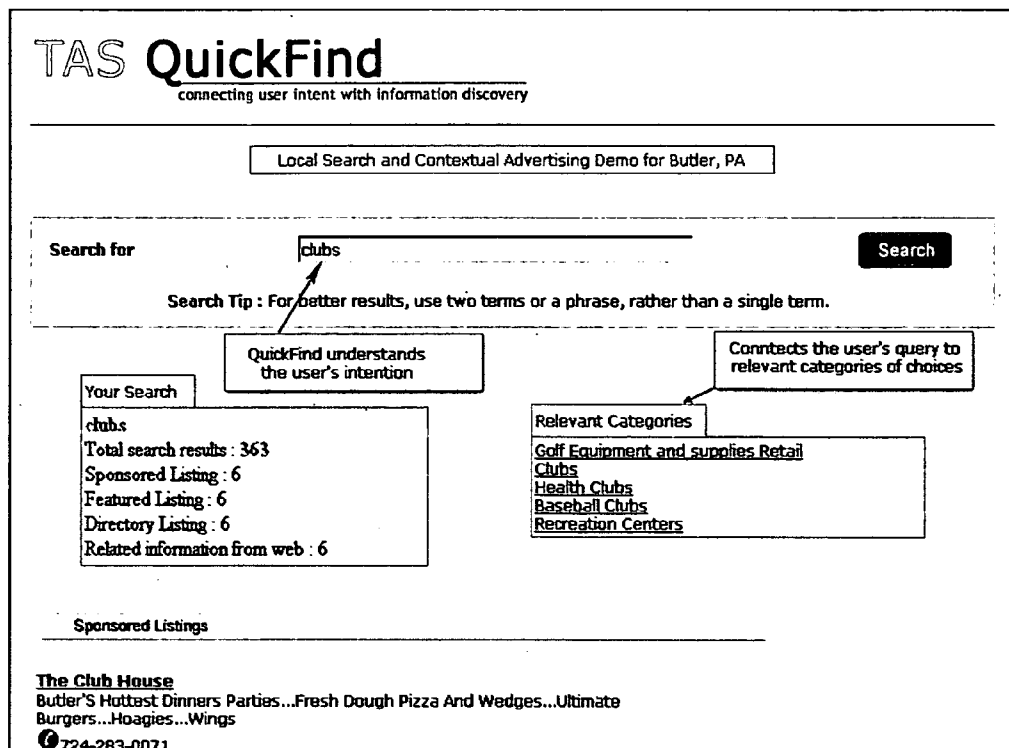 TAS QuickFind
connecting user intent with information discovery
Local Search and Contextual Advertising Demo for Butler, PA
Search for
clubs
Search
Search Tip : For better results, use two terms or a phrase, rather than a single term.
QuickFind understands
the user's intention
Conntects the user's query to
relevant categories of choices
Your Search
clubs
Total search results : 363
Sponsored Listing : 6
Featured Listing : 6
Directory Listing : 6
Related information from web : 6
Relevant Categories
Golf Equipment and supplies Retail
Clubs
Health Clubs
Baseball Clubs
Recreation Centers
Sponsored Listings
The Club House
Butler'S Hottest Dinners Parties...Fresh Dough Pizza And Wedges...Ultimate
Burgers...Hoagies...Wings
724-283-0071